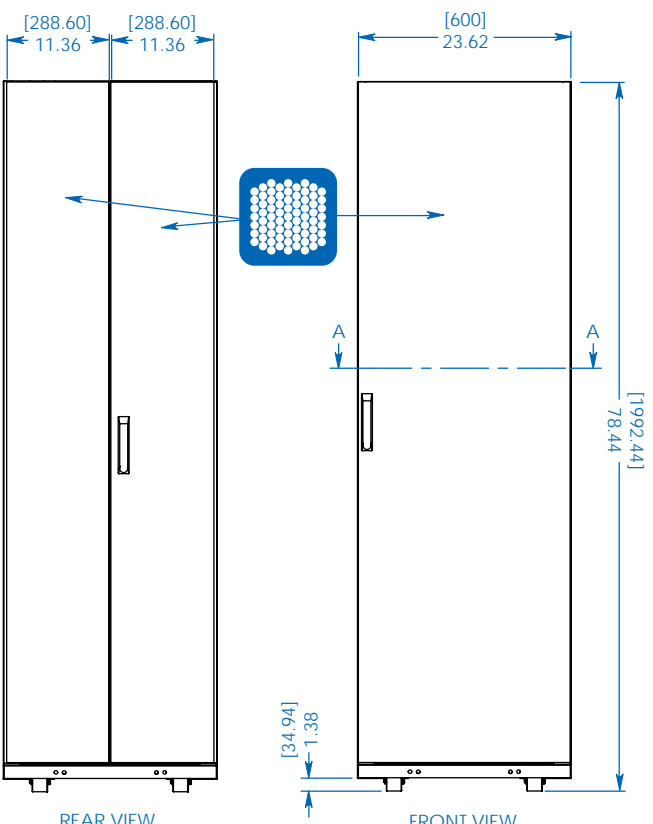 [288.60]
11.36
[288.60]
11.36
[600]
23.62
A
A
[1992.44]
78.44
[34.94]
1.38
REAR VIEW
FRONT VIEW